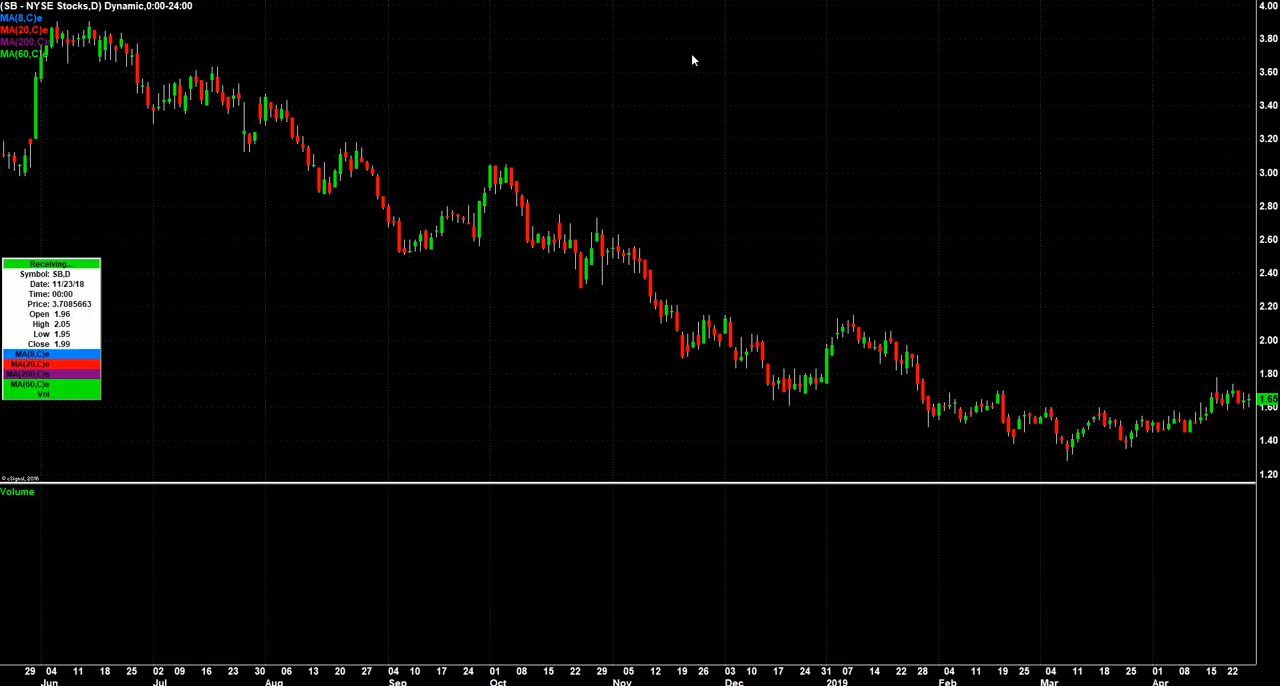 (SB - NYSE Stocks,D) Dynamic,0:00-24:00
MA(8,C)e
MA(20,C)e
MA(200,C)e
MA(60,C)e
4.00
3.80
3.60
3.40
3.20
3.00
2.80
2.60
2.40
2.20
2.00
1.80
1.65
1.60
1.40
1.20
Receiving...
Symbol: SB,D
Date: 11/23/18
Time: 00:00
Price: 3.7085663
Open 1.96
High 2.05
Low 1.95
Close 1.99
MA(8,C)e
MA(20,C)e
MA(200,C)e
MA(60,C)e
Vol
© eSignal, 2016
Volume
29 04 11 18 25 02 09 16 23 30 06 13 20 27 04 10 17 24 01 08 15 22 29 05 12 19 26 03 10 17 24 31 07 14 22 28 04 11 19 25 04 11 18 25 01 08 15 22
Jun Jul Aug Sep Oct Nov Dec 2019 Feb Mar Apr